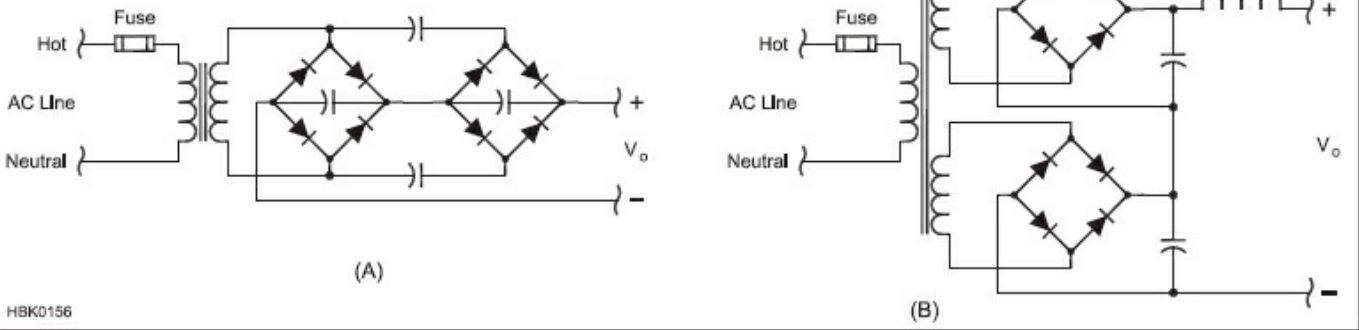 Fuse
Hot
AC LIne
Neutral
+
Vo
-
(A)
HBK0156
Fuse
Hot
AC LIne
Neutral
+
Vo
-
(B)